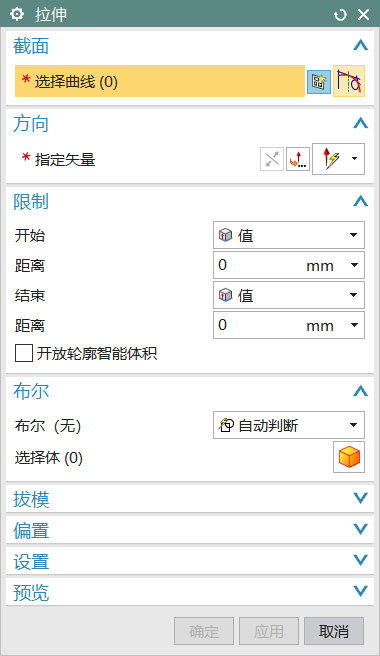 拉伸
截面
* 选择曲线 (0)
方向
* 指定矢量
限制
开始 值
距离 0 mm
结束 值
距离 0 mm
开放轮廓智能体积
布尔
布尔 (无) 自动判断
选择体 (0)
拔模
偏置
设置
预览
确定 应用 取消